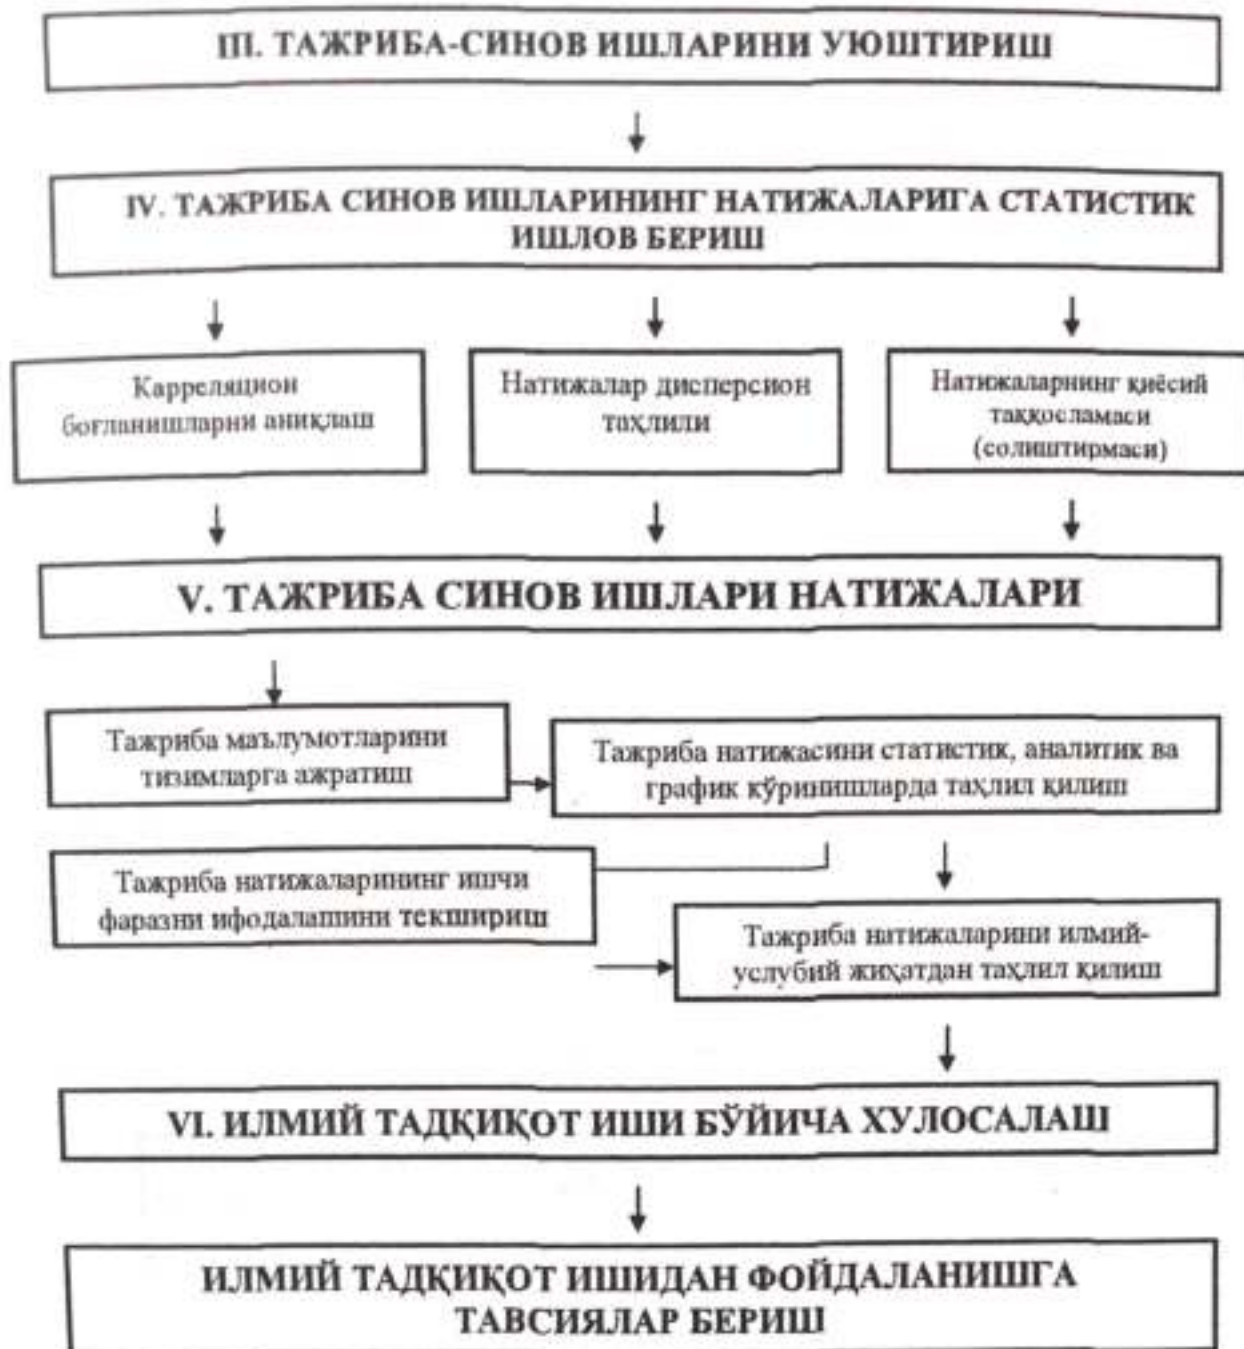 III. ТАЖРИБА-СИНОВ ИШЛАРИНИ УЮШТИРИШ
IV. ТАЖРИБА СИНОВ ИШЛАРИНИНГ НАТИЖАЛАРИГА СТАТИСТИК
ИШЛОВ БЕРИШ
Карреляцион
боғланишларни аниқлаш
Натижалар дисперсион
таҳлили
Натижаларнинг қиёсий
таққосламаси
(солиштирмаси)
V. ТАЖРИБА СИНОВ ИШЛАРИ НАТИЖАЛАРИ
Тажриба маълумотларини
тизимларга ажратиш
Тажриба натижасини статистик, аналитик ва
график кўринишларда таҳлил қилиш
Тажриба натижаларининг ишчи
фаразни ифодалашини текшириш
Тажриба натижаларини илмий-
услубий жиҳатдан таҳлил қилиш
VI. ИЛМИЙ ТАДҚИҚОТ ИШИ БЎЙИЧА ХУЛОСАЛАШ
ИЛМИЙ ТАДҚИҚОТ ИШИДАН ФОЙДАЛАНИШГА
ТАВСИЯЛАР БЕРИШ